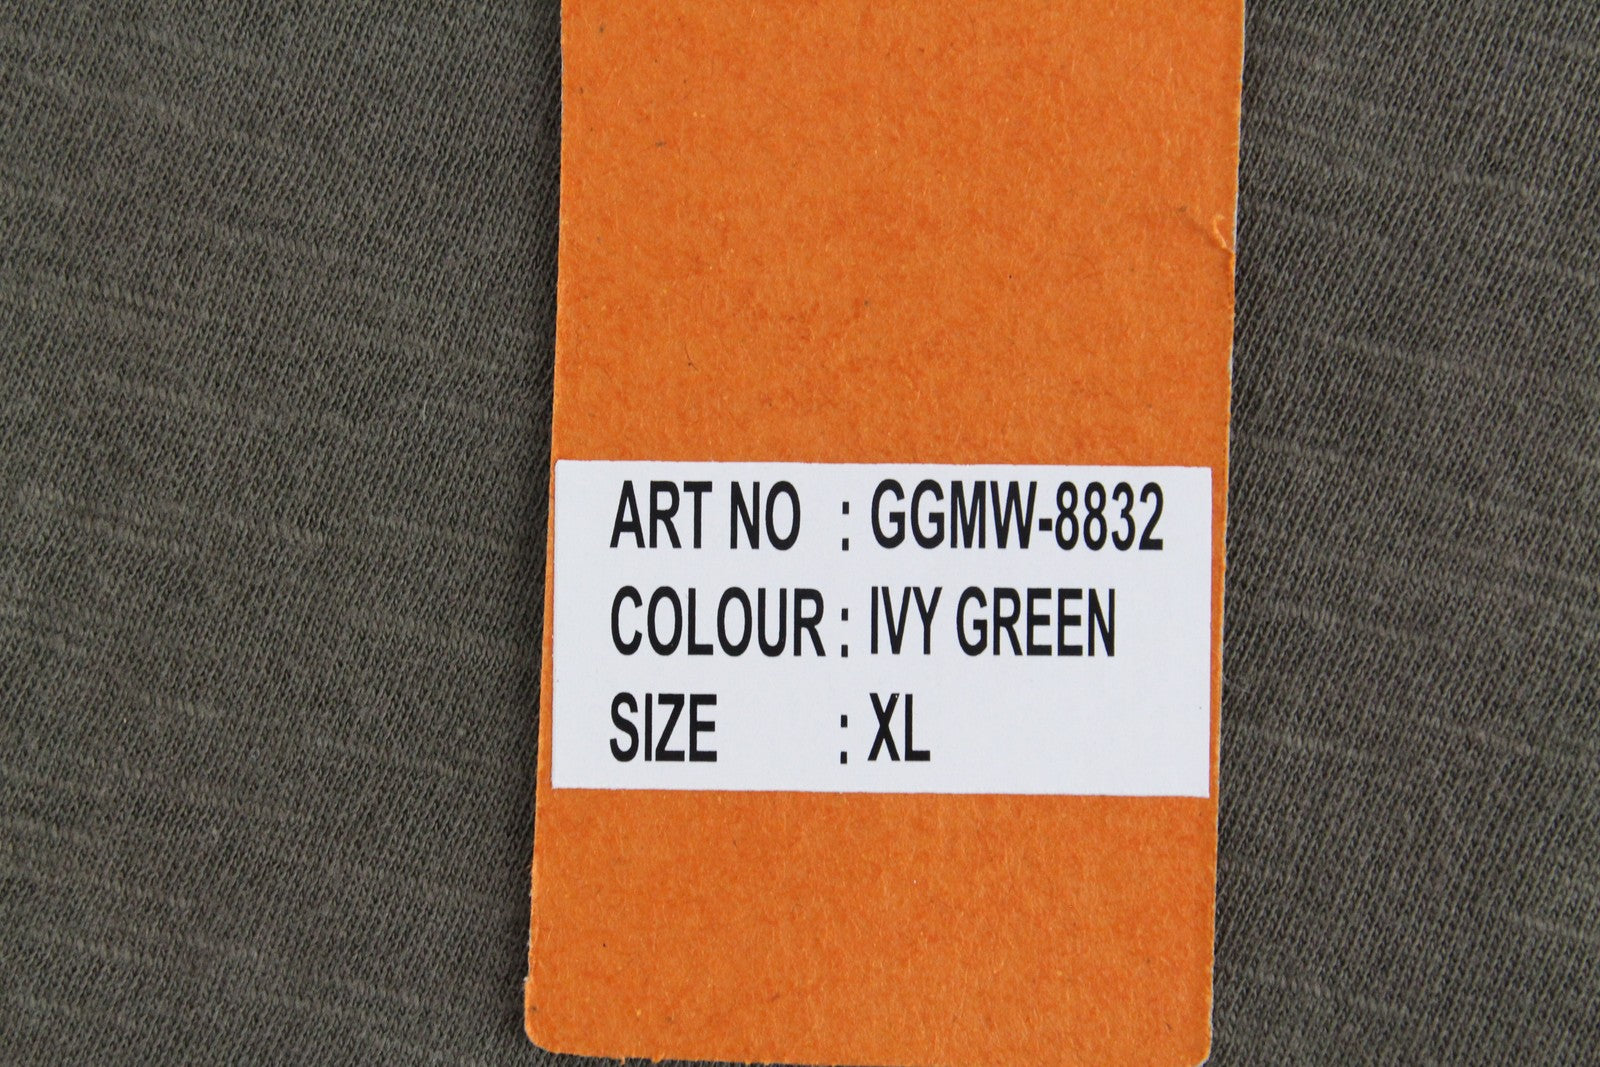 ART NO : GGMW-8832
COLOUR : IVY GREEN
SIZE : XL